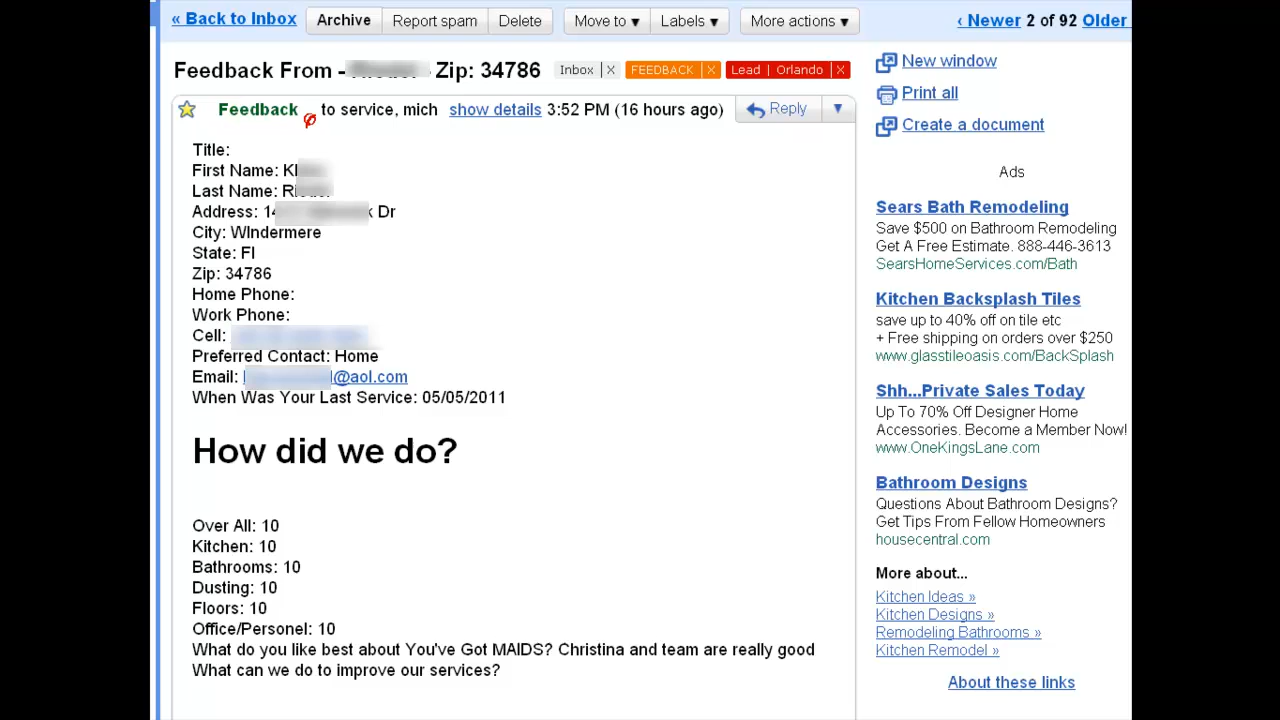 « Back to Inbox Archive Report spam Delete Move to ▼ Labels ▼ More actions ▼ ‹ Newer 2 of 92 Older
Feedback From - - Zip: 34786 Inbox | X FEEDBACK | X Lead | Orlando | X
Feedback to service, mich show details 3:52 PM (16 hours ago) Reply ▼
Title:
First Name:
Last Name:
Address: Dr
City: WIndermere
State: Fl
Zip: 34786
Home Phone:
Work Phone:
Cell:
Preferred Contact: Home
Email: @aol.com
When Was Your Last Service: 05/05/2011
How did we do?
Over All: 10
Kitchen: 10
Bathrooms: 10
Dusting: 10
Floors: 10
Office/Personel: 10
What do you like best about You've Got MAIDS? Christina and team are really good
What can we do to improve our services?
New window
Print all
Create a document
Ads
Sears Bath Remodeling
Save $500 on Bathroom Remodeling
Get A Free Estimate. 888-446-3613
SearsHomeServices.com/Bath
Kitchen Backsplash Tiles
save up to 40% off on tile etc
+ Free shipping on orders over $250
www.glasstileoasis.com/BackSplash
Shh...Private Sales Today
Up To 70% Off Designer Home
Accessories. Become a Member Now!
www.OneKingsLane.com
Bathroom Designs
Questions About Bathroom Designs?
Get Tips From Fellow Homeowners
housecentral.com
More about...
Kitchen Ideas »
Kitchen Designs »
Remodeling Bathrooms »
Kitchen Remodel »
About these links